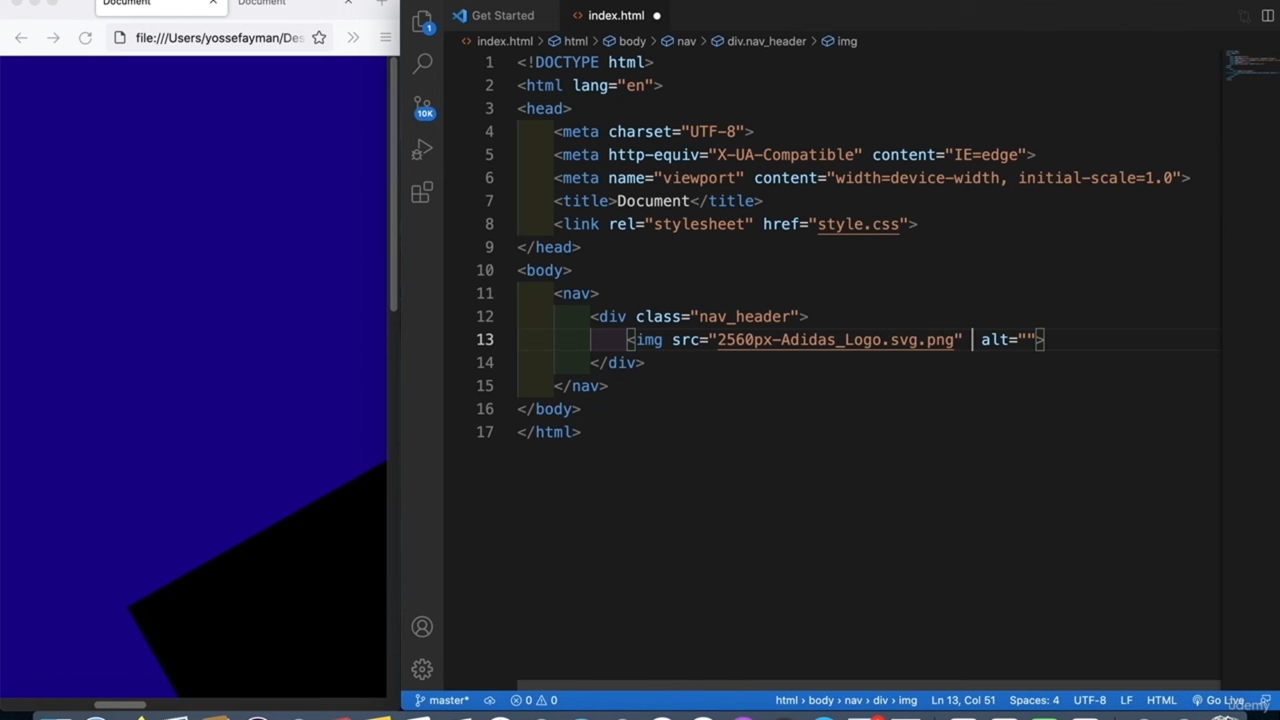 Document
Document
file:///Users/yossefayman/Des
Get Started
index.html
index.html > html > body > nav > div.nav_header > img
1 <!DOCTYPE html>
2 <html lang="en">
3 <head>
4 <meta charset="UTF-8">
5 <meta http-equiv="X-UA-Compatible" content="IE=edge">
6 <meta name="viewport" content="width=device-width, initial-scale=1.0">
7 <title>Document</title>
8 <link rel="stylesheet" href="style.css">
9 </head>
10 <body>
11 <nav>
12 <div class="nav_header">
13 <img src="2560px-Adidas_Logo.svg.png" alt="">
14 </div>
15 </nav>
16 </body>
17 </html>
1
10K
master*
0 0
html > body > nav > div > img
Ln 13, Col 51
Spaces: 4
UTF-8
LF
HTML
Go Live
udemy